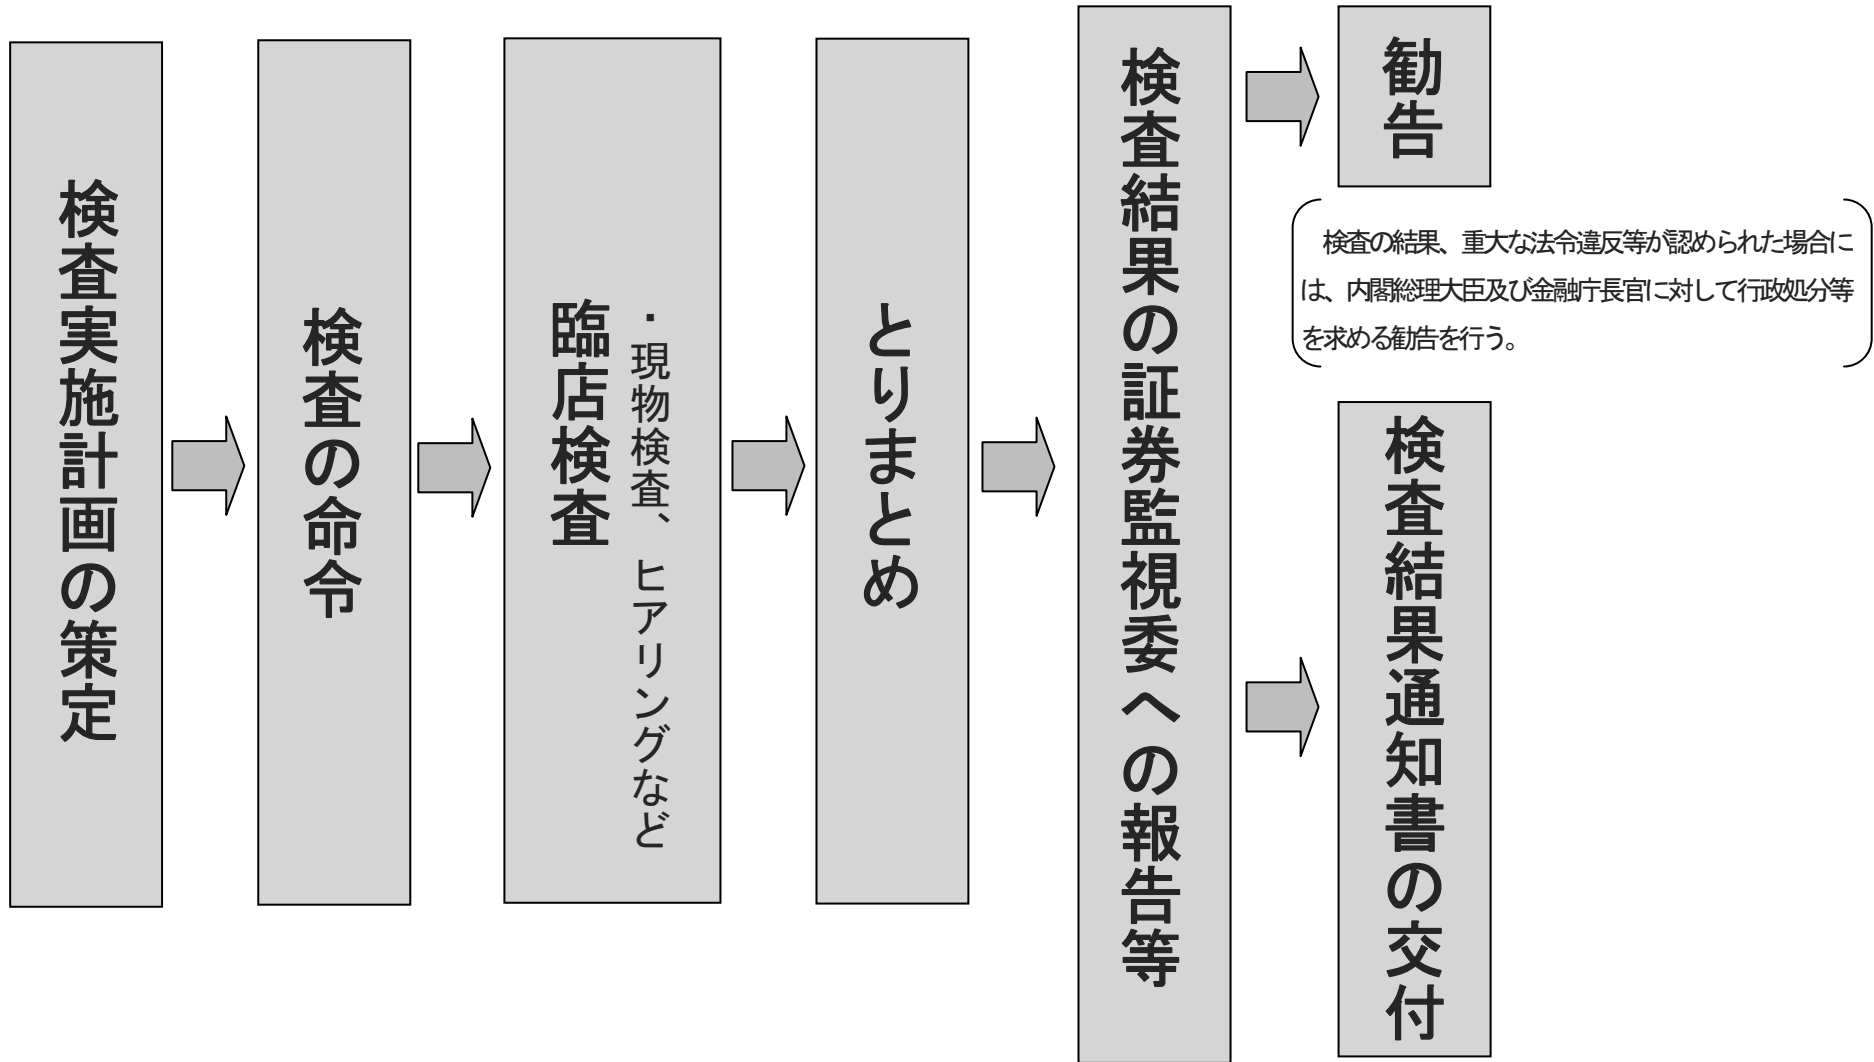 検査実施計画の策定
検査の命令
臨店検査
・現物検査、ヒアリングなど
とりまとめ
検査結果の証券監視委への報告等
勧告
検査の結果、重大な法令違反等が認められた場合に
は、内閣総理大臣及び金融庁長官に対して行政処分等
を求める勧告を行う。
検査結果通知書の交付